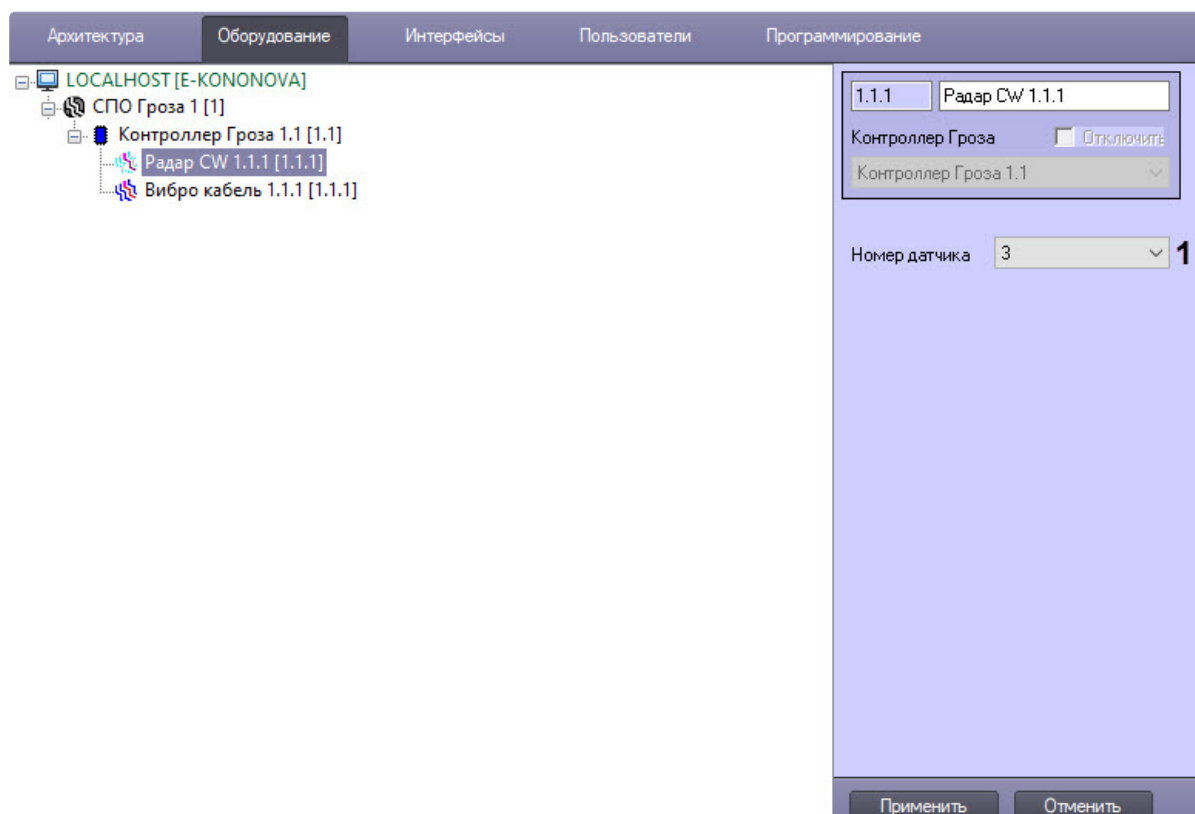 Архитектура Оборудование Интерфейсы Пользователи Программирование
LOCALHOST [E-KONONOVA]
СПО Гроза 1 [1]
Контроллер Гроза 1.1 [1.1]
Радар CW 1.1.1 [1.1.1]
Вибро кабель 1.1.1 [1.1.1]
1.1.1 Радар CW 1.1.1
Контроллер Гроза Отключить
Контроллер Гроза 1.1
Номер датчика 3 1
Применить Отменить